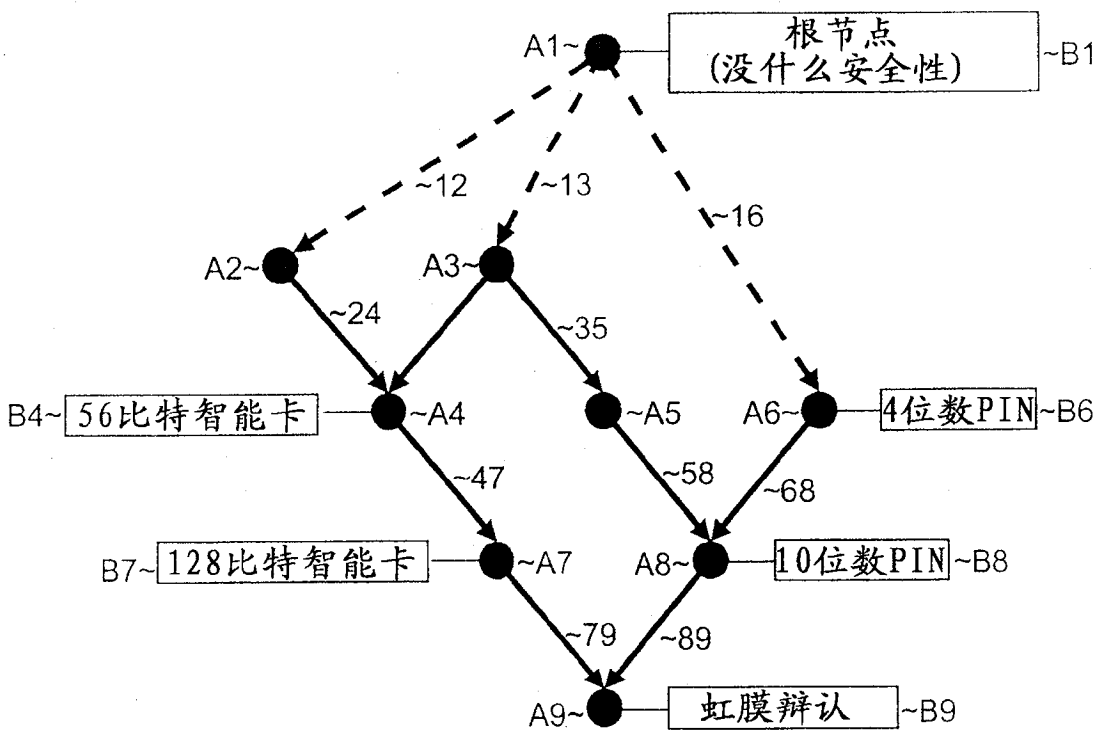 A1~
根节点
(没什么安全性)
~B1
~12
~13
~16
A2~
A3~
~24
~35
B4~
56比特智能卡
~A4
~A5
A6~
4位数PIN
~B6
~47
~58
~68
B7~
128比特智能卡
~A7
A8~
10位数PIN
~B8
~79
~89
A9~
虹膜辩认
~B9